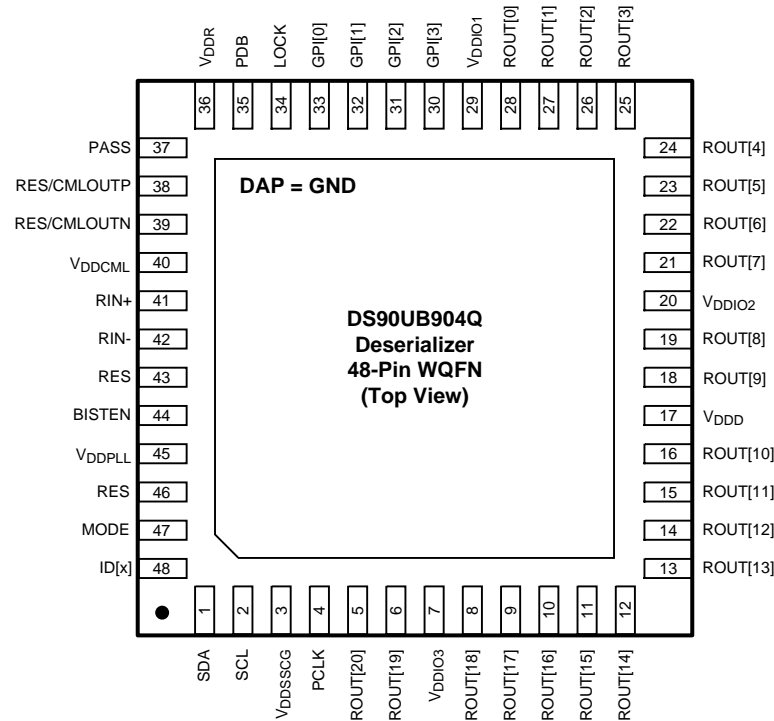 VDDR
PDB
LOCK
GPI[0]
GPI[1]
GPI[2]
GPI[3]
VDDIO1
ROUT[0]
ROUT[1]
ROUT[2]
ROUT[3]
36
35
34
33
32
31
30
29
28
27
26
25
PASS 37
RES/CMLOUTP 38
RES/CMLOUTN 39
VDDCML 40
RIN+ 41
RIN- 42
RES 43
BISTEN 44
VDDPLL 45
RES 46
MODE 47
ID[x] 48
DAP = GND
DS90UB904Q
Deserializer
48-Pin WQFN
(Top View)
24 ROUT[4]
23 ROUT[5]
22 ROUT[6]
21 ROUT[7]
20 VDDIO2
19 ROUT[8]
18 ROUT[9]
17 VDDD
16 ROUT[10]
15 ROUT[11]
14 ROUT[12]
13 ROUT[13]
1
2
3
4
5
6
7
8
9
10
11
12
SDA
SCL
VDDSSCG
PCLK
ROUT[20]
ROUT[19]
VDDIO3
ROUT[18]
ROUT[17]
ROUT[16]
ROUT[15]
ROUT[14]